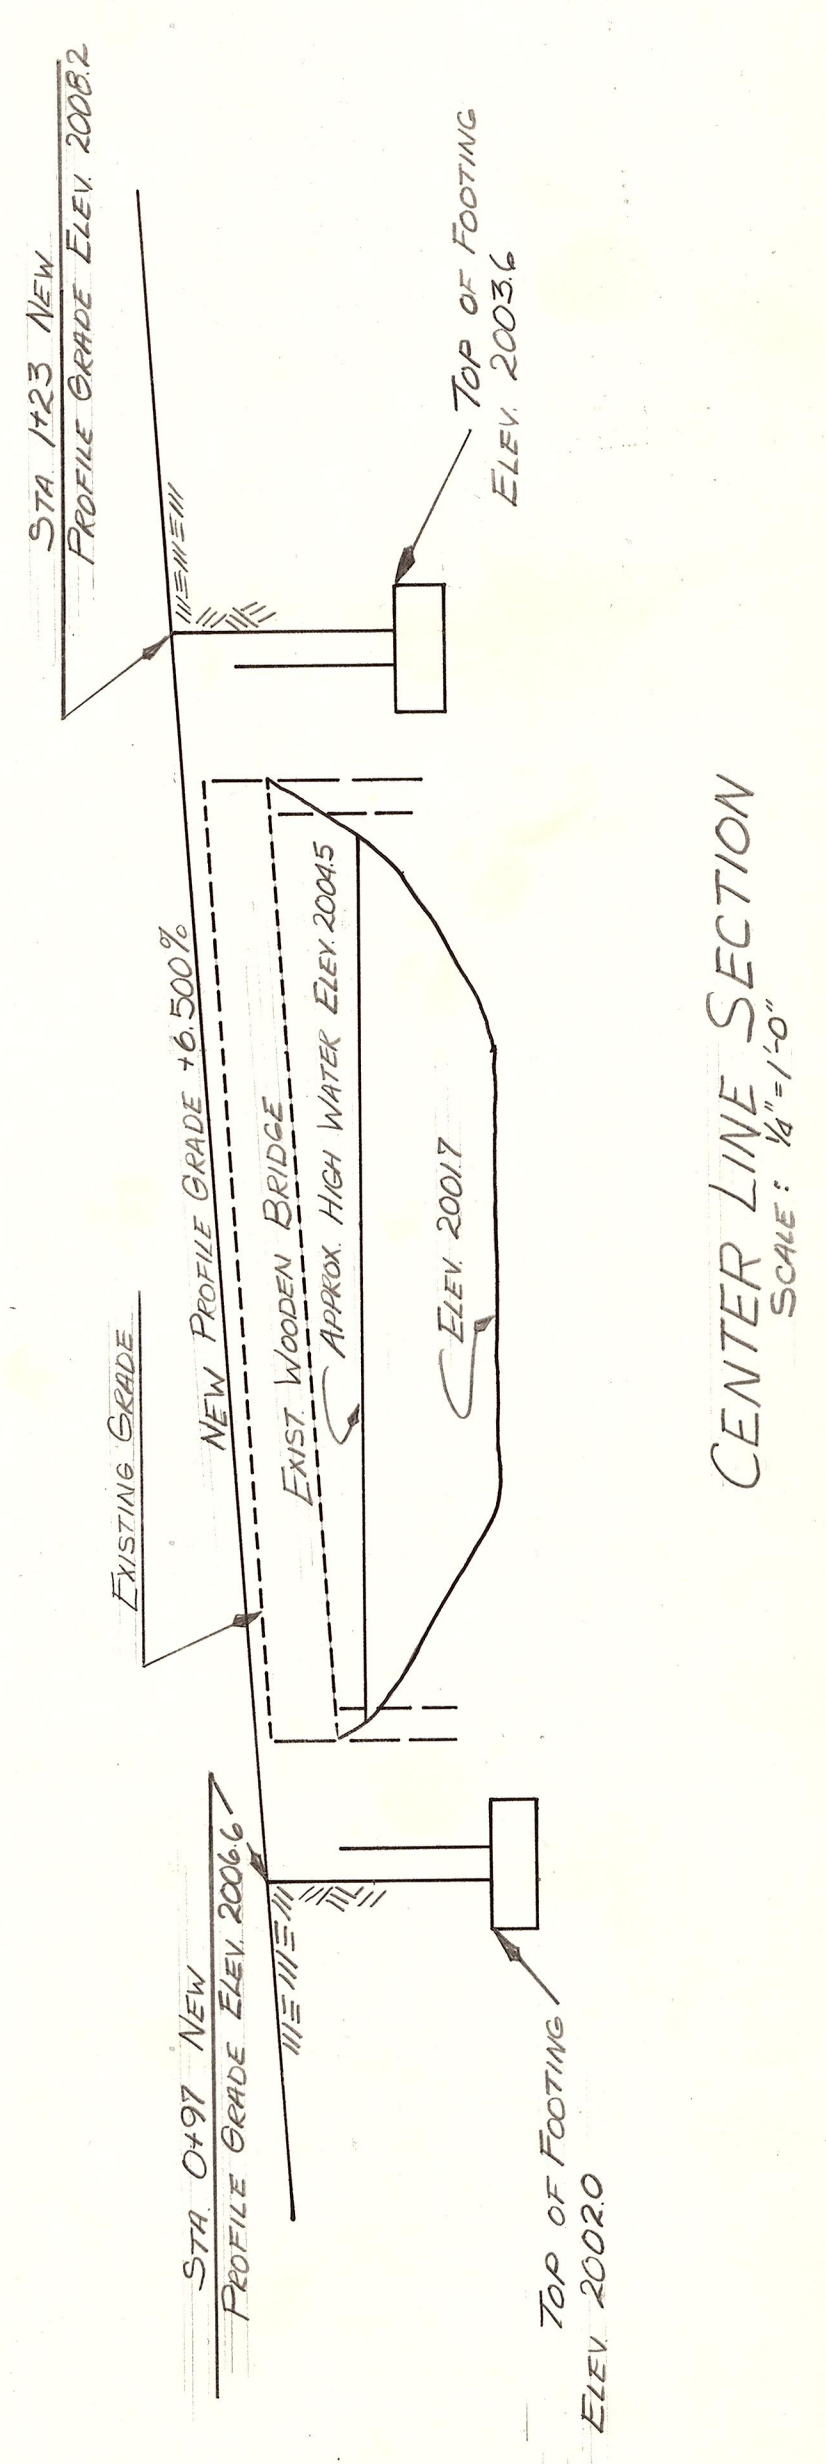 STA 0+97 NEW
PROFILE GRADE ELEV. 2006.6
EXISTING GRADE
STA 1+23 NEW
PROFILE GRADE ELEV. 2008.2
NEW PROFILE GRADE +6.500%
EXIST. WOODEN BRIDGE
APPROX. HIGH WATER ELEV. 2004.5
ELEV. 2001.7
TOP OF FOOTING
ELEV. 2002.0
TOP OF FOOTING
ELEV. 2003.6
CENTER LINE SECTION
SCALE: 1/4"=1'-0"